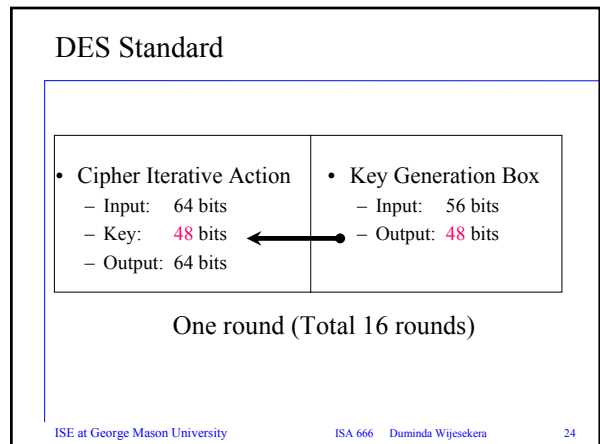 DES Standard
• Cipher Iterative Action
– Input: 64 bits
– Key: 48 bits
– Output: 64 bits
• Key Generation Box
– Input: 56 bits
– Output: 48 bits
One round (Total 16 rounds)
ISE at George Mason University ISA 666 Duminda Wijesekera 24